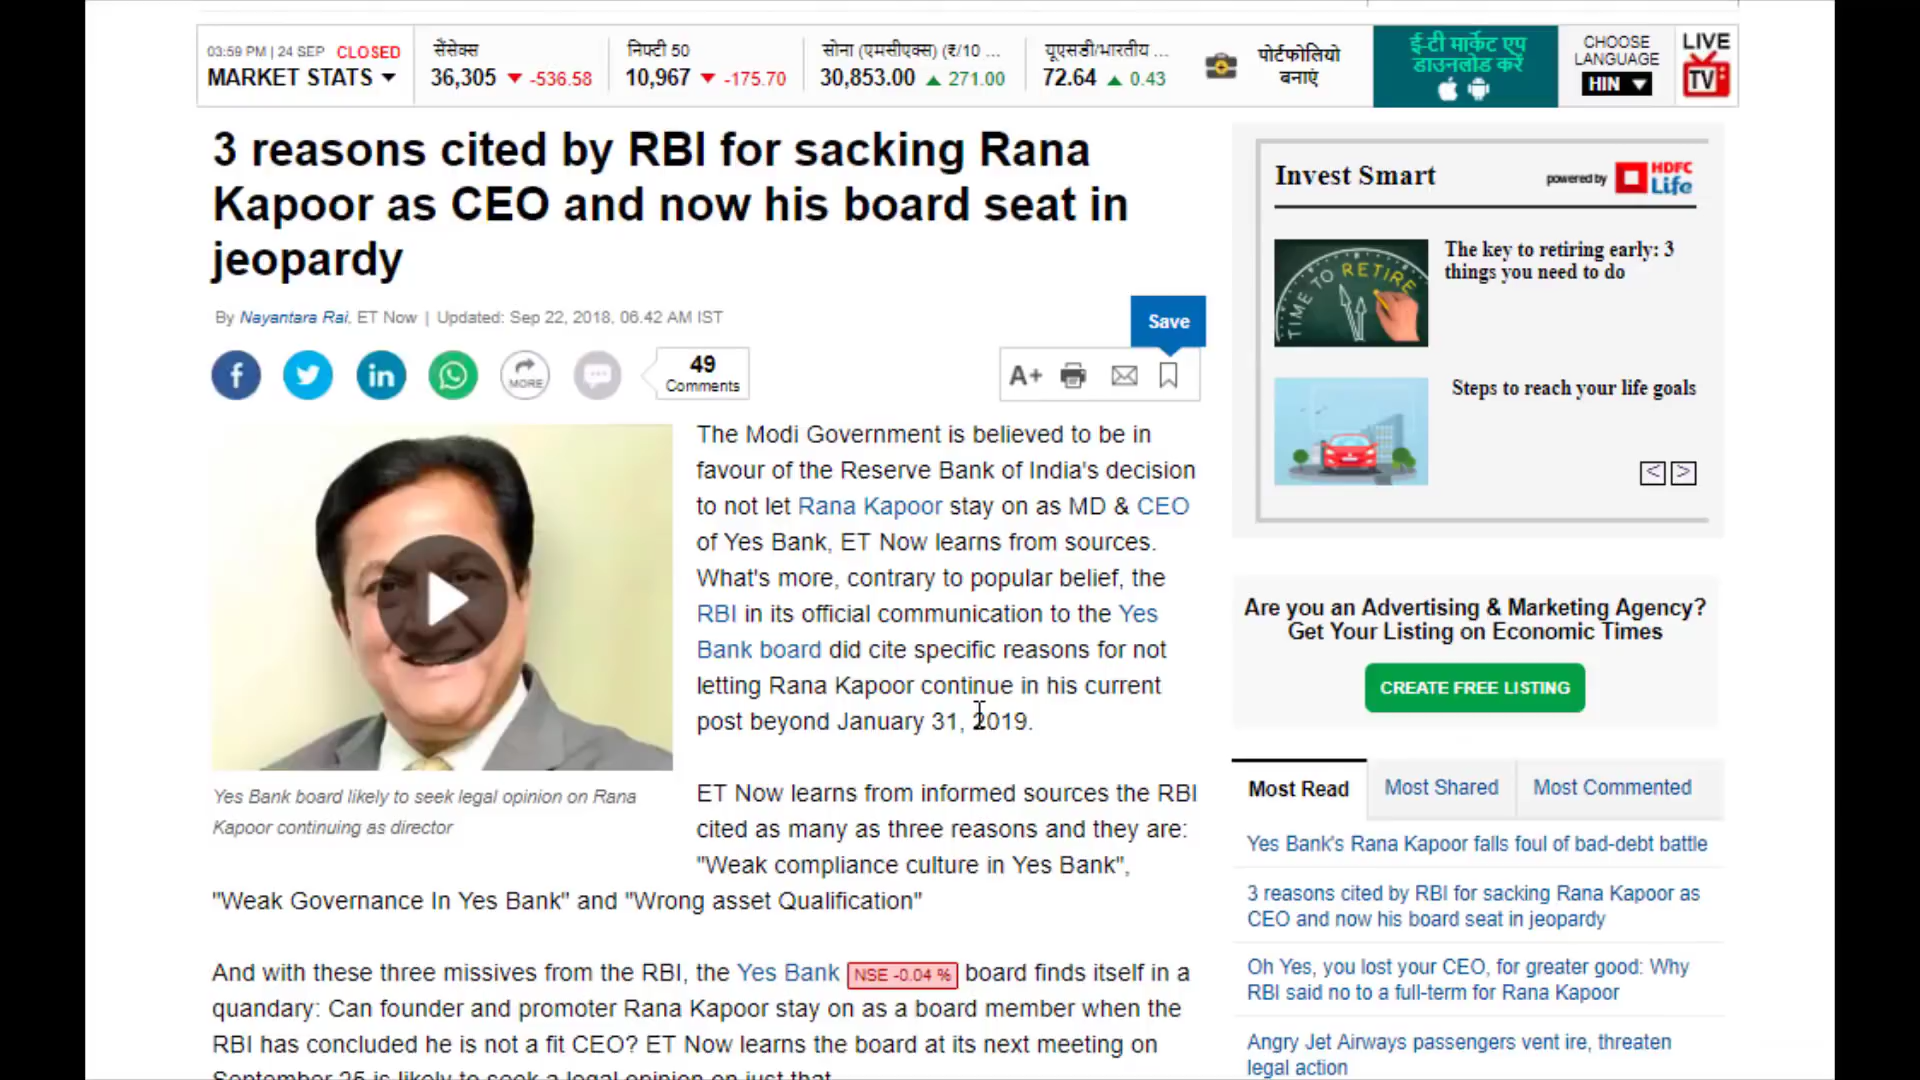 03:59 PM | 24 SEP CLOSED
MARKET STATS
सेंसेक्स
36,305 -536.58
निफ्टी 50
10,967 -175.70
सोना (एमसीएक्स) (₹/10 ...
30,853.00 271.00
यूएसडी/भारतीय ...
72.64 0.43
पोर्टफोलियो
बनाएं
ई-टी मार्केट एप
डाउनलोड करें
CHOOSE
LANGUAGE
HIN
LIVE
TV
3 reasons cited by RBI for sacking Rana
Kapoor as CEO and now his board seat in
jeopardy
By Nayantara Rai, ET Now | Updated: Sep 22, 2018, 06.42 AM IST
Save
MORE
49
Comments
A+
The Modi Government is believed to be in
favour of the Reserve Bank of India's decision
to not let Rana Kapoor stay on as MD & CEO
of Yes Bank, ET Now learns from sources.
What's more, contrary to popular belief, the
RBI in its official communication to the Yes
Bank board did cite specific reasons for not
letting Rana Kapoor continue in his current
post beyond January 31, 2019.
Yes Bank board likely to seek legal opinion on Rana
Kapoor continuing as director
ET Now learns from informed sources the RBI
cited as many as three reasons and they are:
"Weak compliance culture in Yes Bank",
"Weak Governance In Yes Bank" and "Wrong asset Qualification"
And with these three missives from the RBI, the Yes Bank NSE -0.04 % board finds itself in a
quandary: Can founder and promoter Rana Kapoor stay on as a board member when the
RBI has concluded he is not a fit CEO? ET Now learns the board at its next meeting on
September 25 is likely to seek a legal opinion on just that.
Invest Smart
powered by HDFC Life
TIME TO RETIRE
The key to retiring early: 3
things you need to do
Steps to reach your life goals
< >
Are you an Advertising & Marketing Agency?
Get Your Listing on Economic Times
CREATE FREE LISTING
Most Read Most Shared Most Commented
Yes Bank's Rana Kapoor falls foul of bad-debt battle
3 reasons cited by RBI for sacking Rana Kapoor as
CEO and now his board seat in jeopardy
Oh Yes, you lost your CEO, for greater good: Why
RBI said no to a full-term for Rana Kapoor
Angry Jet Airways passengers vent ire, threaten
legal action